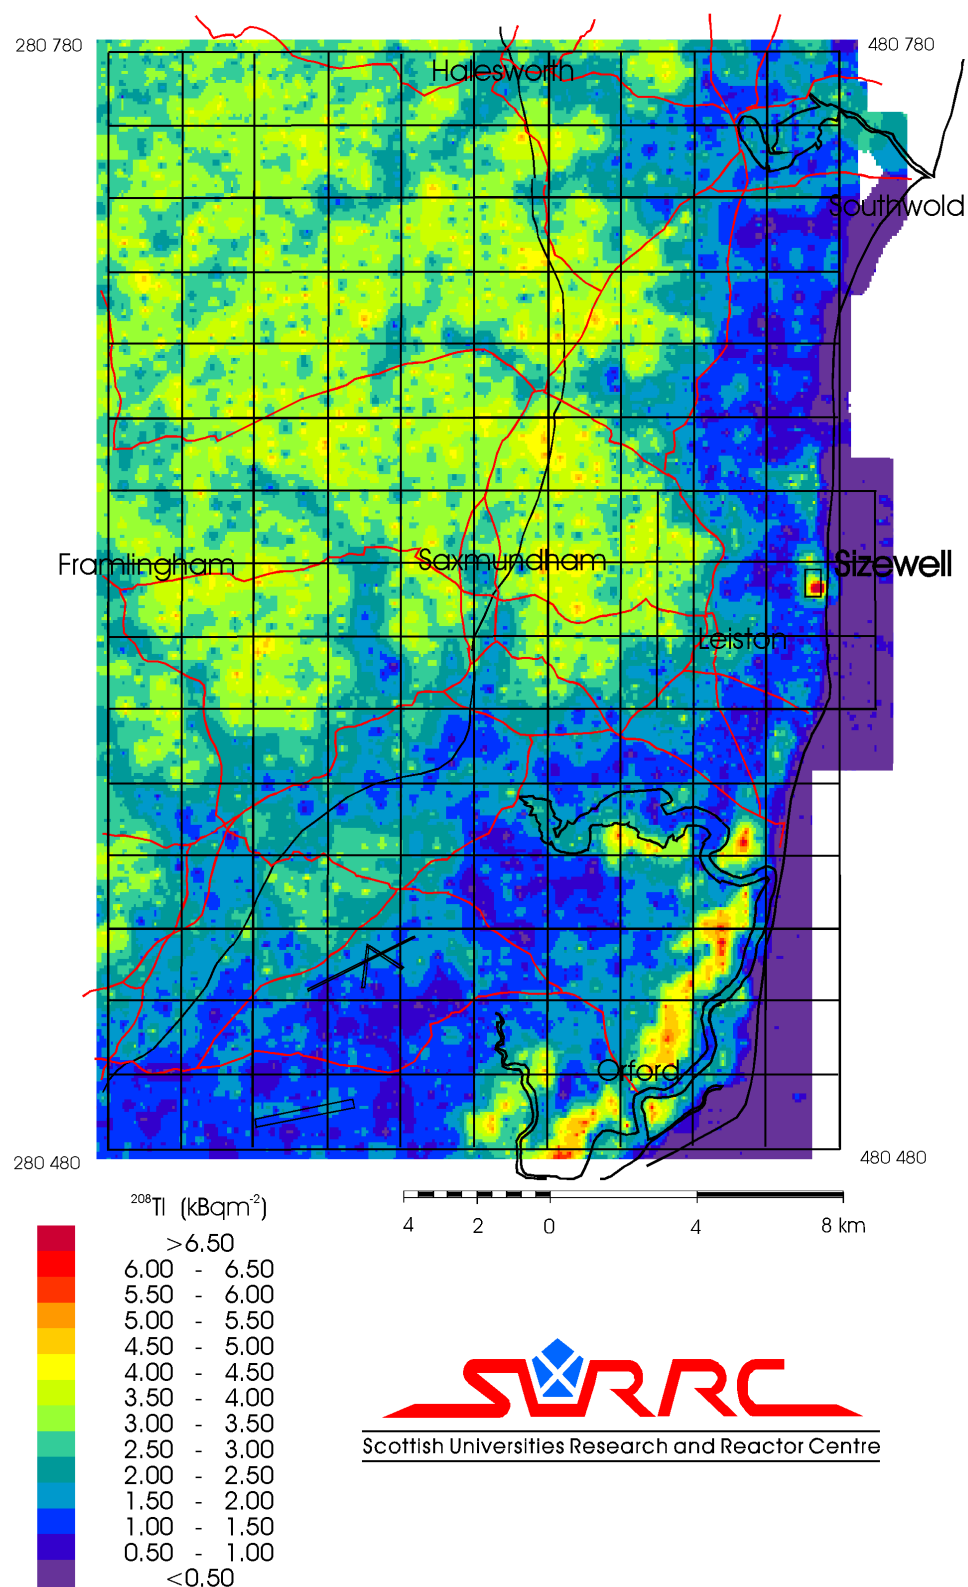 280 780
480 780
Halesworth
Southwold
Framlingham
Saxmundham
Sizewell
Leiston
Orford
280 480
480 480
208Tl (kBqm-2)
4 2 0 4 8 km
>6.50
6.00 - 6.50
5.50 - 6.00
5.00 - 5.50
4.50 - 5.00
4.00 - 4.50
3.50 - 4.00
3.00 - 3.50
2.50 - 3.00
2.00 - 2.50
1.50 - 2.00
1.00 - 1.50
0.50 - 1.00
<0.50
SURRC
Scottish Universities Research and Reactor Centre